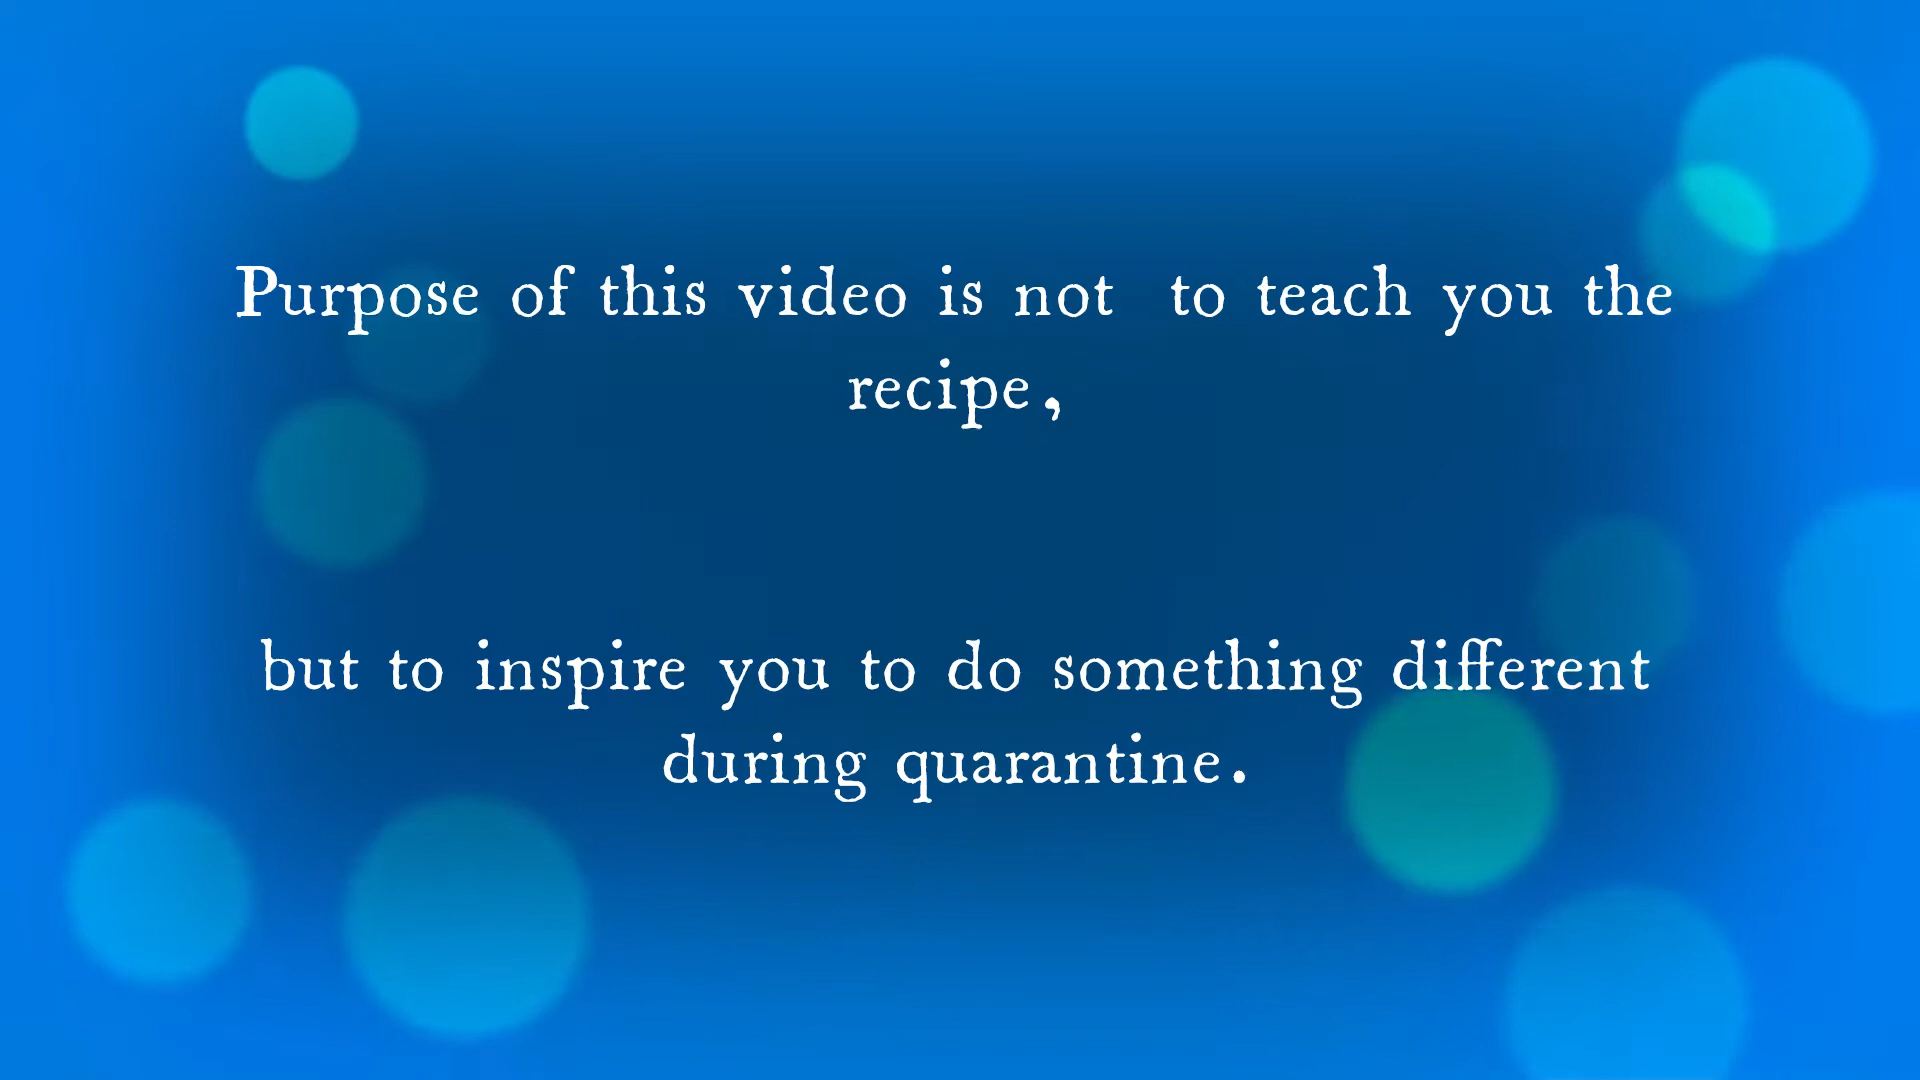 Purpose of this video is not  to teach you the
recipe,
but to inspire you to do something different
during quarantine.